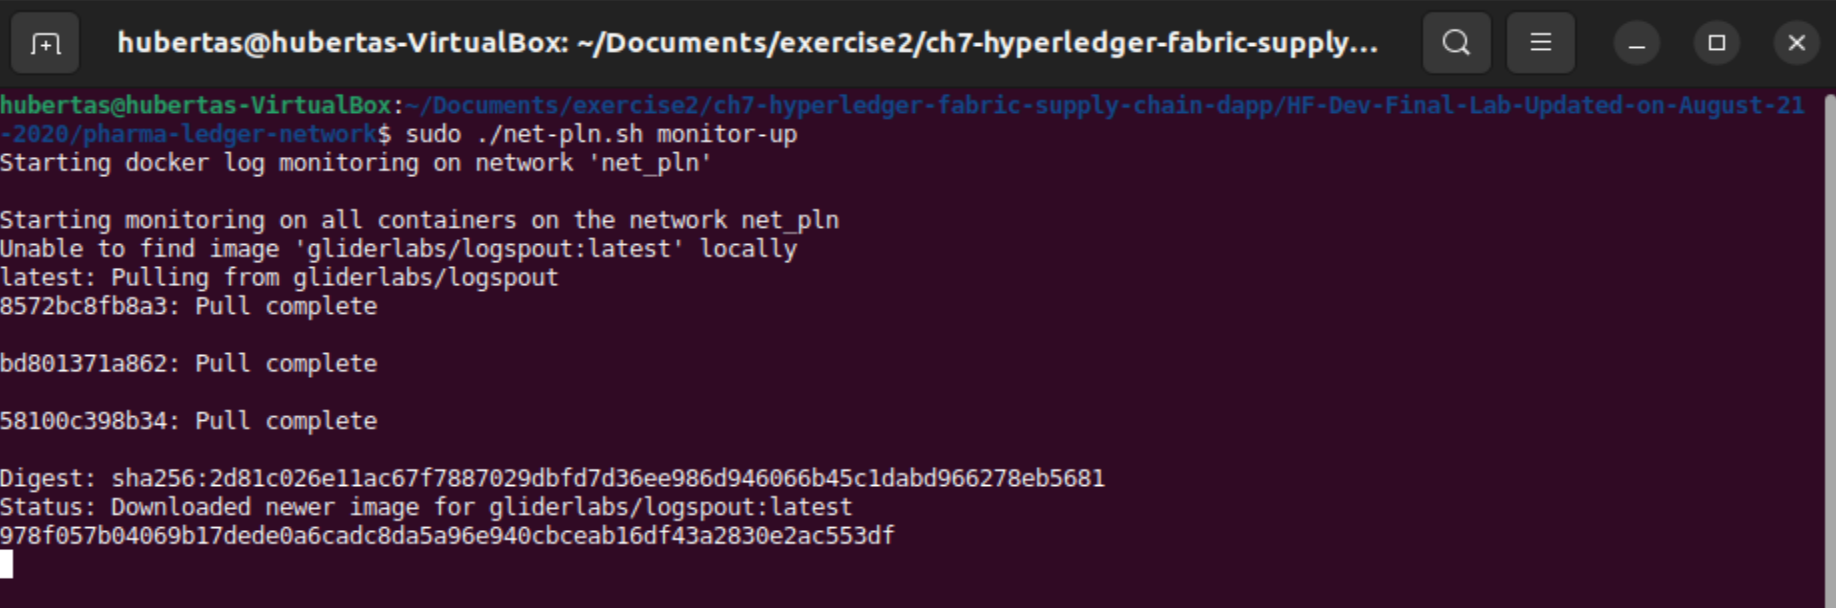 hubertas@hubertas-VirtualBox: ~/Documents/exercise2/ch7-hyperledger-fabric-supply...
hubertas@hubertas-VirtualBox:~/Documents/exercise2/ch7-hyperledger-fabric-supply-chain-dapp/HF-Dev-Final-Lab-Updated-on-August-21
-2020/pharma-ledger-network$ sudo ./net-pln.sh monitor-up
Starting docker log monitoring on network 'net_pln'
Starting monitoring on all containers on the network net_pln
Unable to find image 'gliderlabs/logspout:latest' locally
latest: Pulling from gliderlabs/logspout
8572bc8fb8a3: Pull complete
bd801371a862: Pull complete
58100c398b34: Pull complete
Digest: sha256:2d81c026e11ac67f7887029dbfd7d36ee986d946066b45c1dabd966278eb5681
Status: Downloaded newer image for gliderlabs/logspout:latest
978f057b04069b17dede0a6cadc8da5a96e940cbceab16df43a2830e2ac553df